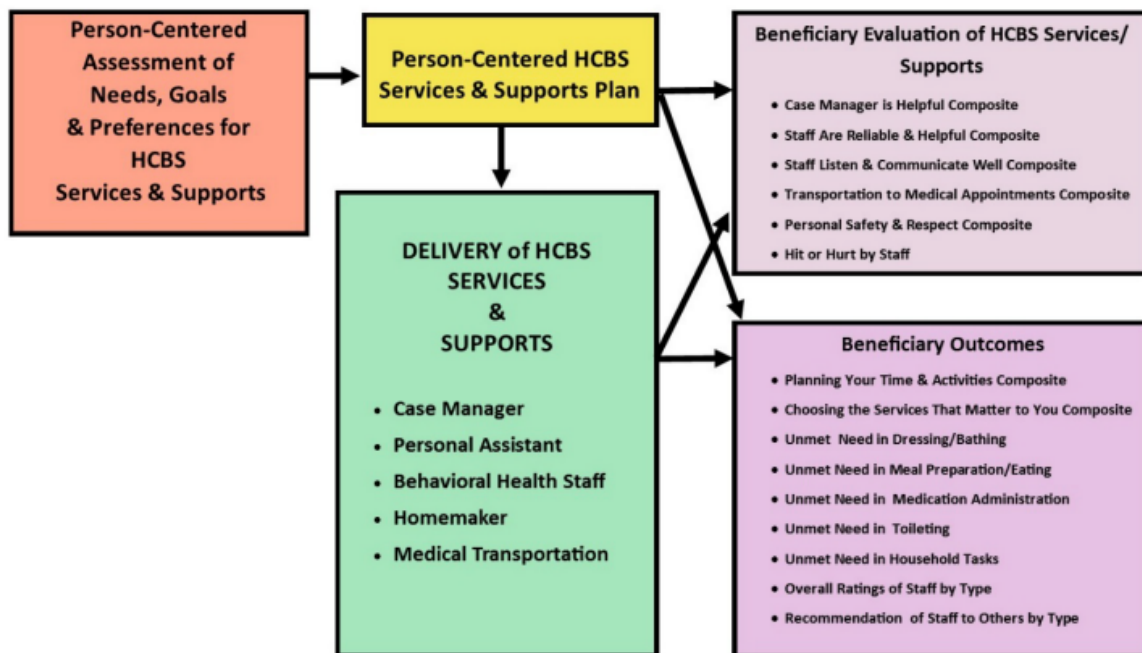 Person-Centered
Assessment of
Needs, Goals
& Preferences for
HCBS
Services & Supports
Person-Centered HCBS
Services & Supports Plan
DELIVERY of HCBS
SERVICES
&
SUPPORTS
• Case Manager
• Personal Assistant
• Behavioral Health Staff
• Homemaker
• Medical Transportation
Beneficiary Evaluation of HCBS Services/
Supports
• Case Manager is Helpful Composite
• Staff Are Reliable & Helpful Composite
• Staff Listen & Communicate Well Composite
• Transportation to Medical Appointments Composite
• Personal Safety & Respect Composite
• Hit or Hurt by Staff
Beneficiary Outcomes
• Planning Your Time & Activities Composite
• Choosing the Services That Matter to You Composite
• Unmet Need in Dressing/Bathing
• Unmet Need in Meal Preparation/Eating
• Unmet Need in Medication Administration
• Unmet Need in Toileting
• Unmet Need in Household Tasks
• Overall Ratings of Staff by Type
• Recommendation of Staff to Others by Type